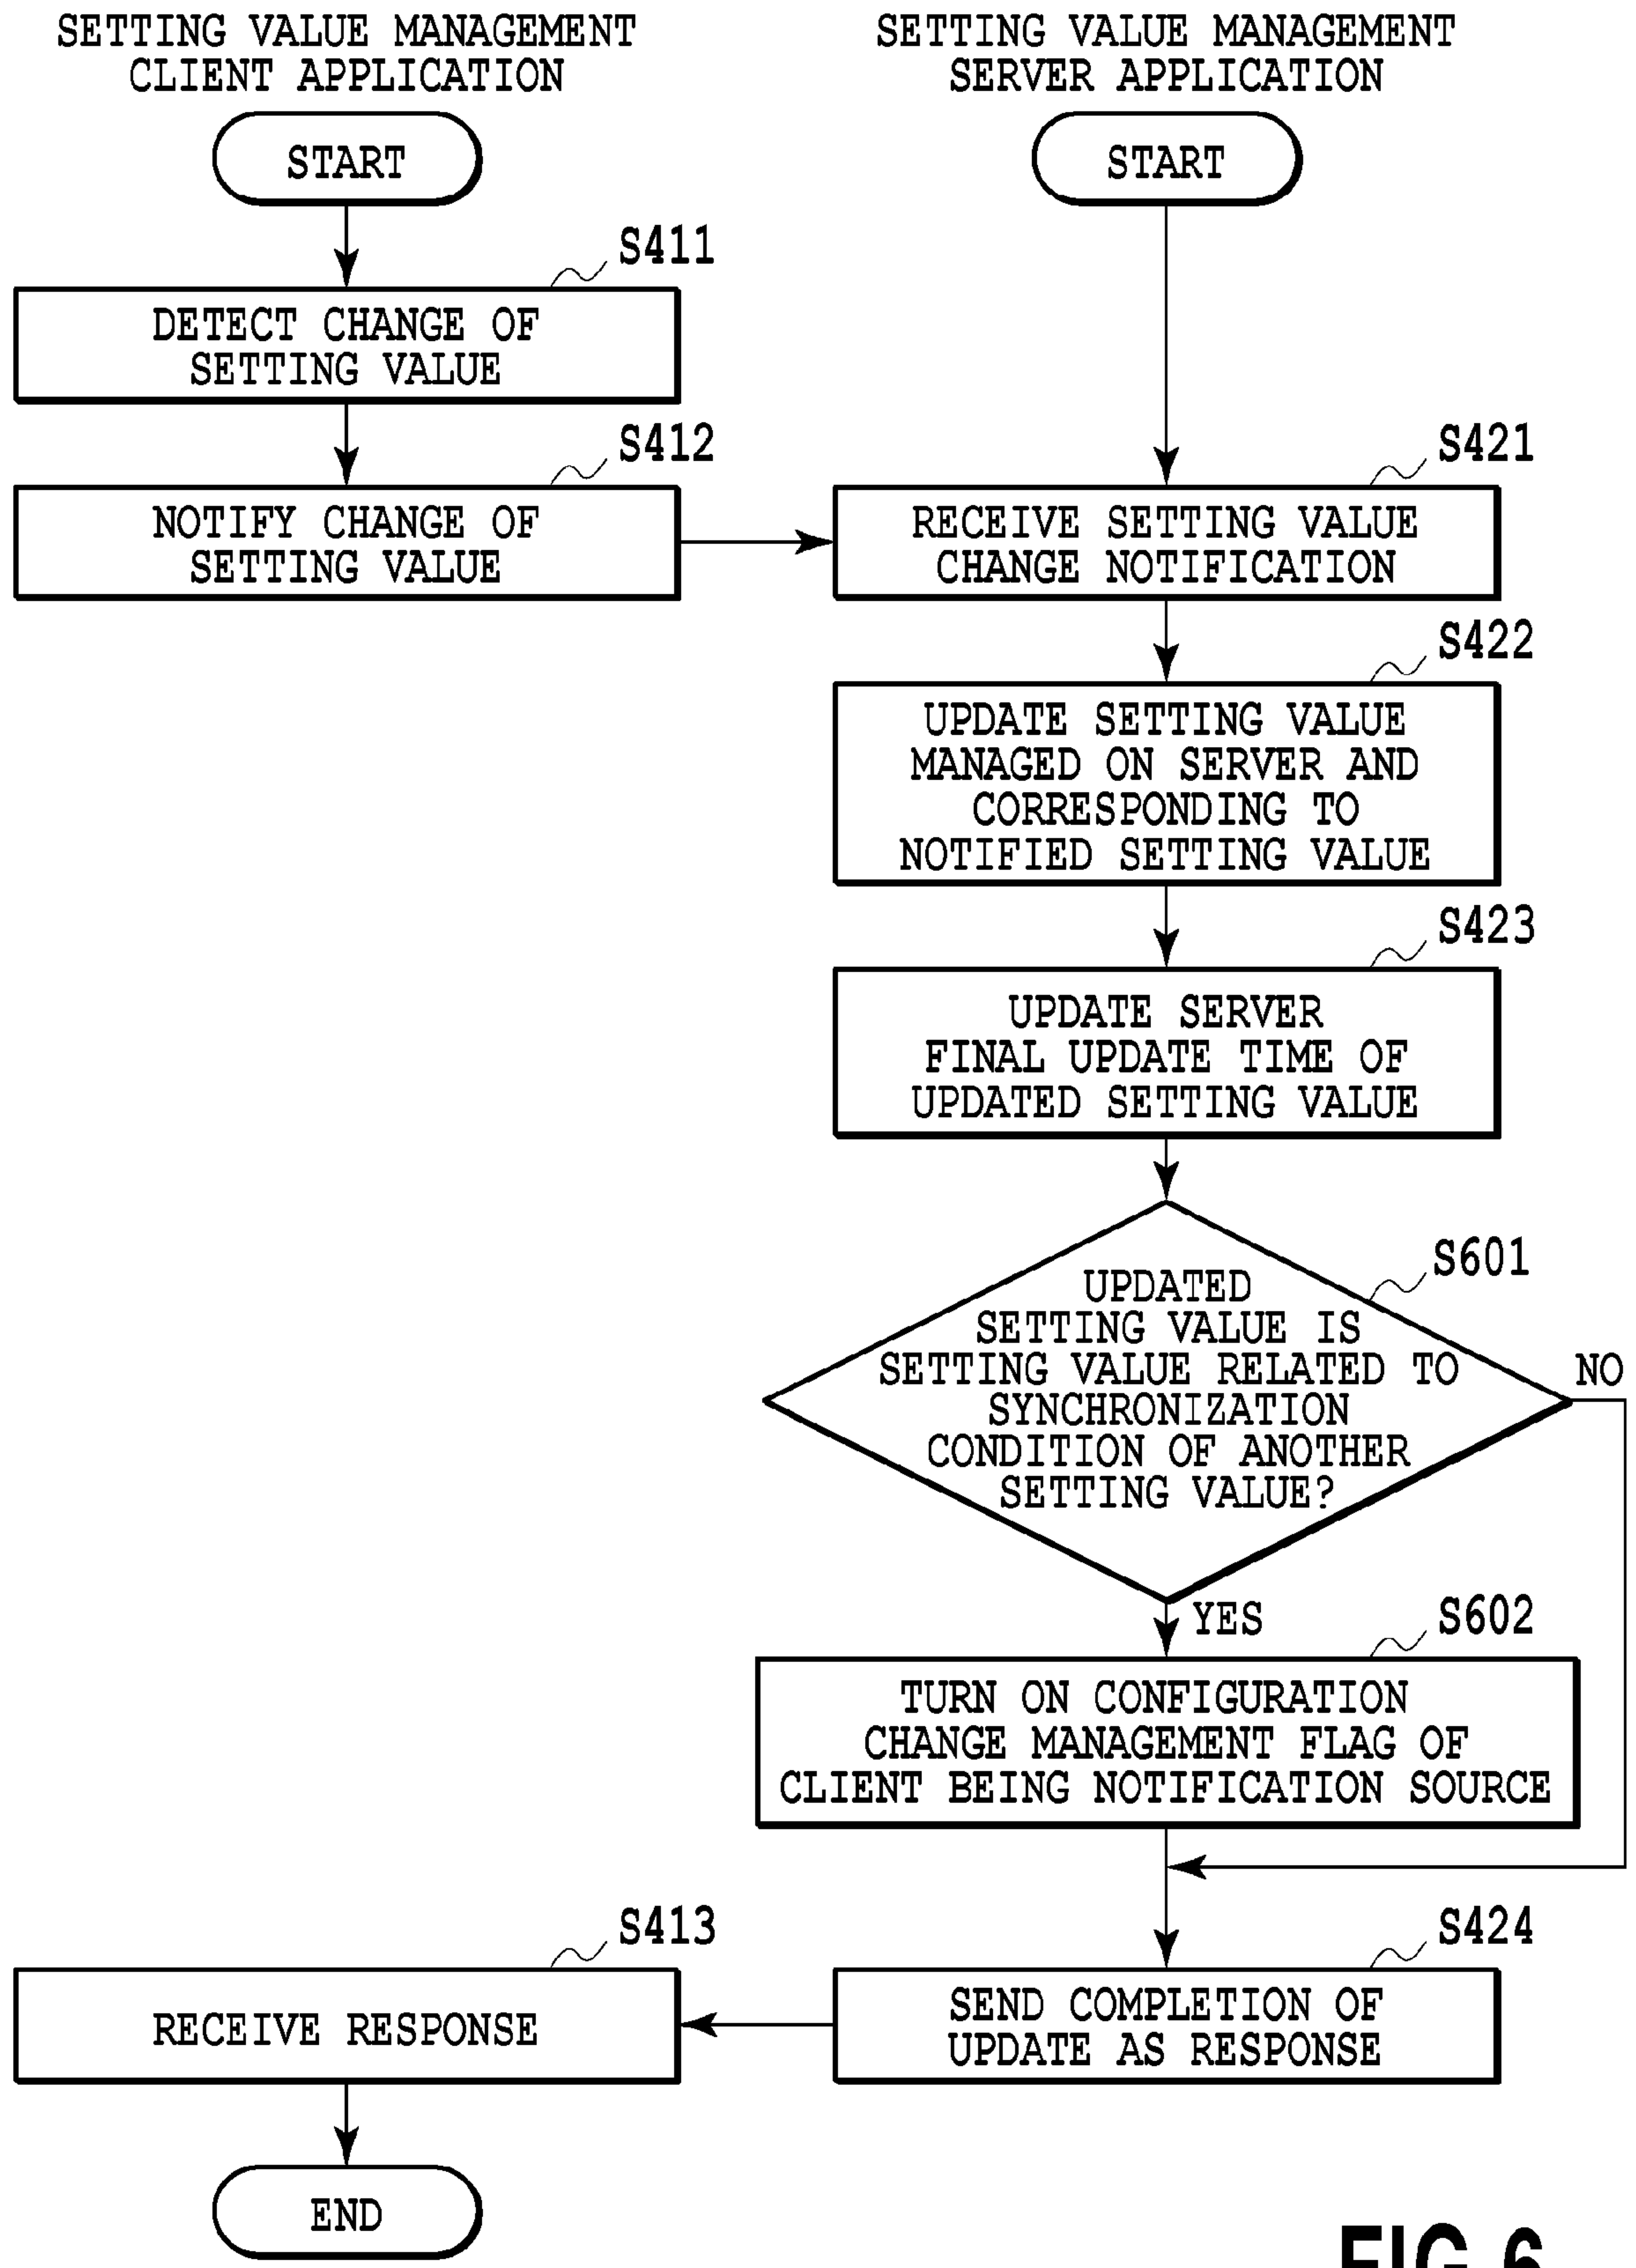 SETTING VALUE MANAGEMENT
CLIENT APPLICATION
SETTING VALUE MANAGEMENT
SERVER APPLICATION
START
START
S411
DETECT CHANGE OF
SETTING VALUE
S412
NOTIFY CHANGE OF
SETTING VALUE
S421
RECEIVE SETTING VALUE
CHANGE NOTIFICATION
S422
UPDATE SETTING VALUE
MANAGED ON SERVER AND
CORRESPONDING TO
NOTIFIED SETTING VALUE
S423
UPDATE SERVER
FINAL UPDATE TIME OF
UPDATED SETTING VALUE
S601
UPDATED
SETTING VALUE IS
SETTING VALUE RELATED TO
SYNCHRONIZATION
CONDITION OF ANOTHER
SETTING VALUE?
NO
YES
S602
TURN ON CONFIGURATION
CHANGE MANAGEMENT FLAG OF
CLIENT BEING NOTIFICATION SOURCE
S413
RECEIVE RESPONSE
S424
SEND COMPLETION OF
UPDATE AS RESPONSE
END
FIG.6